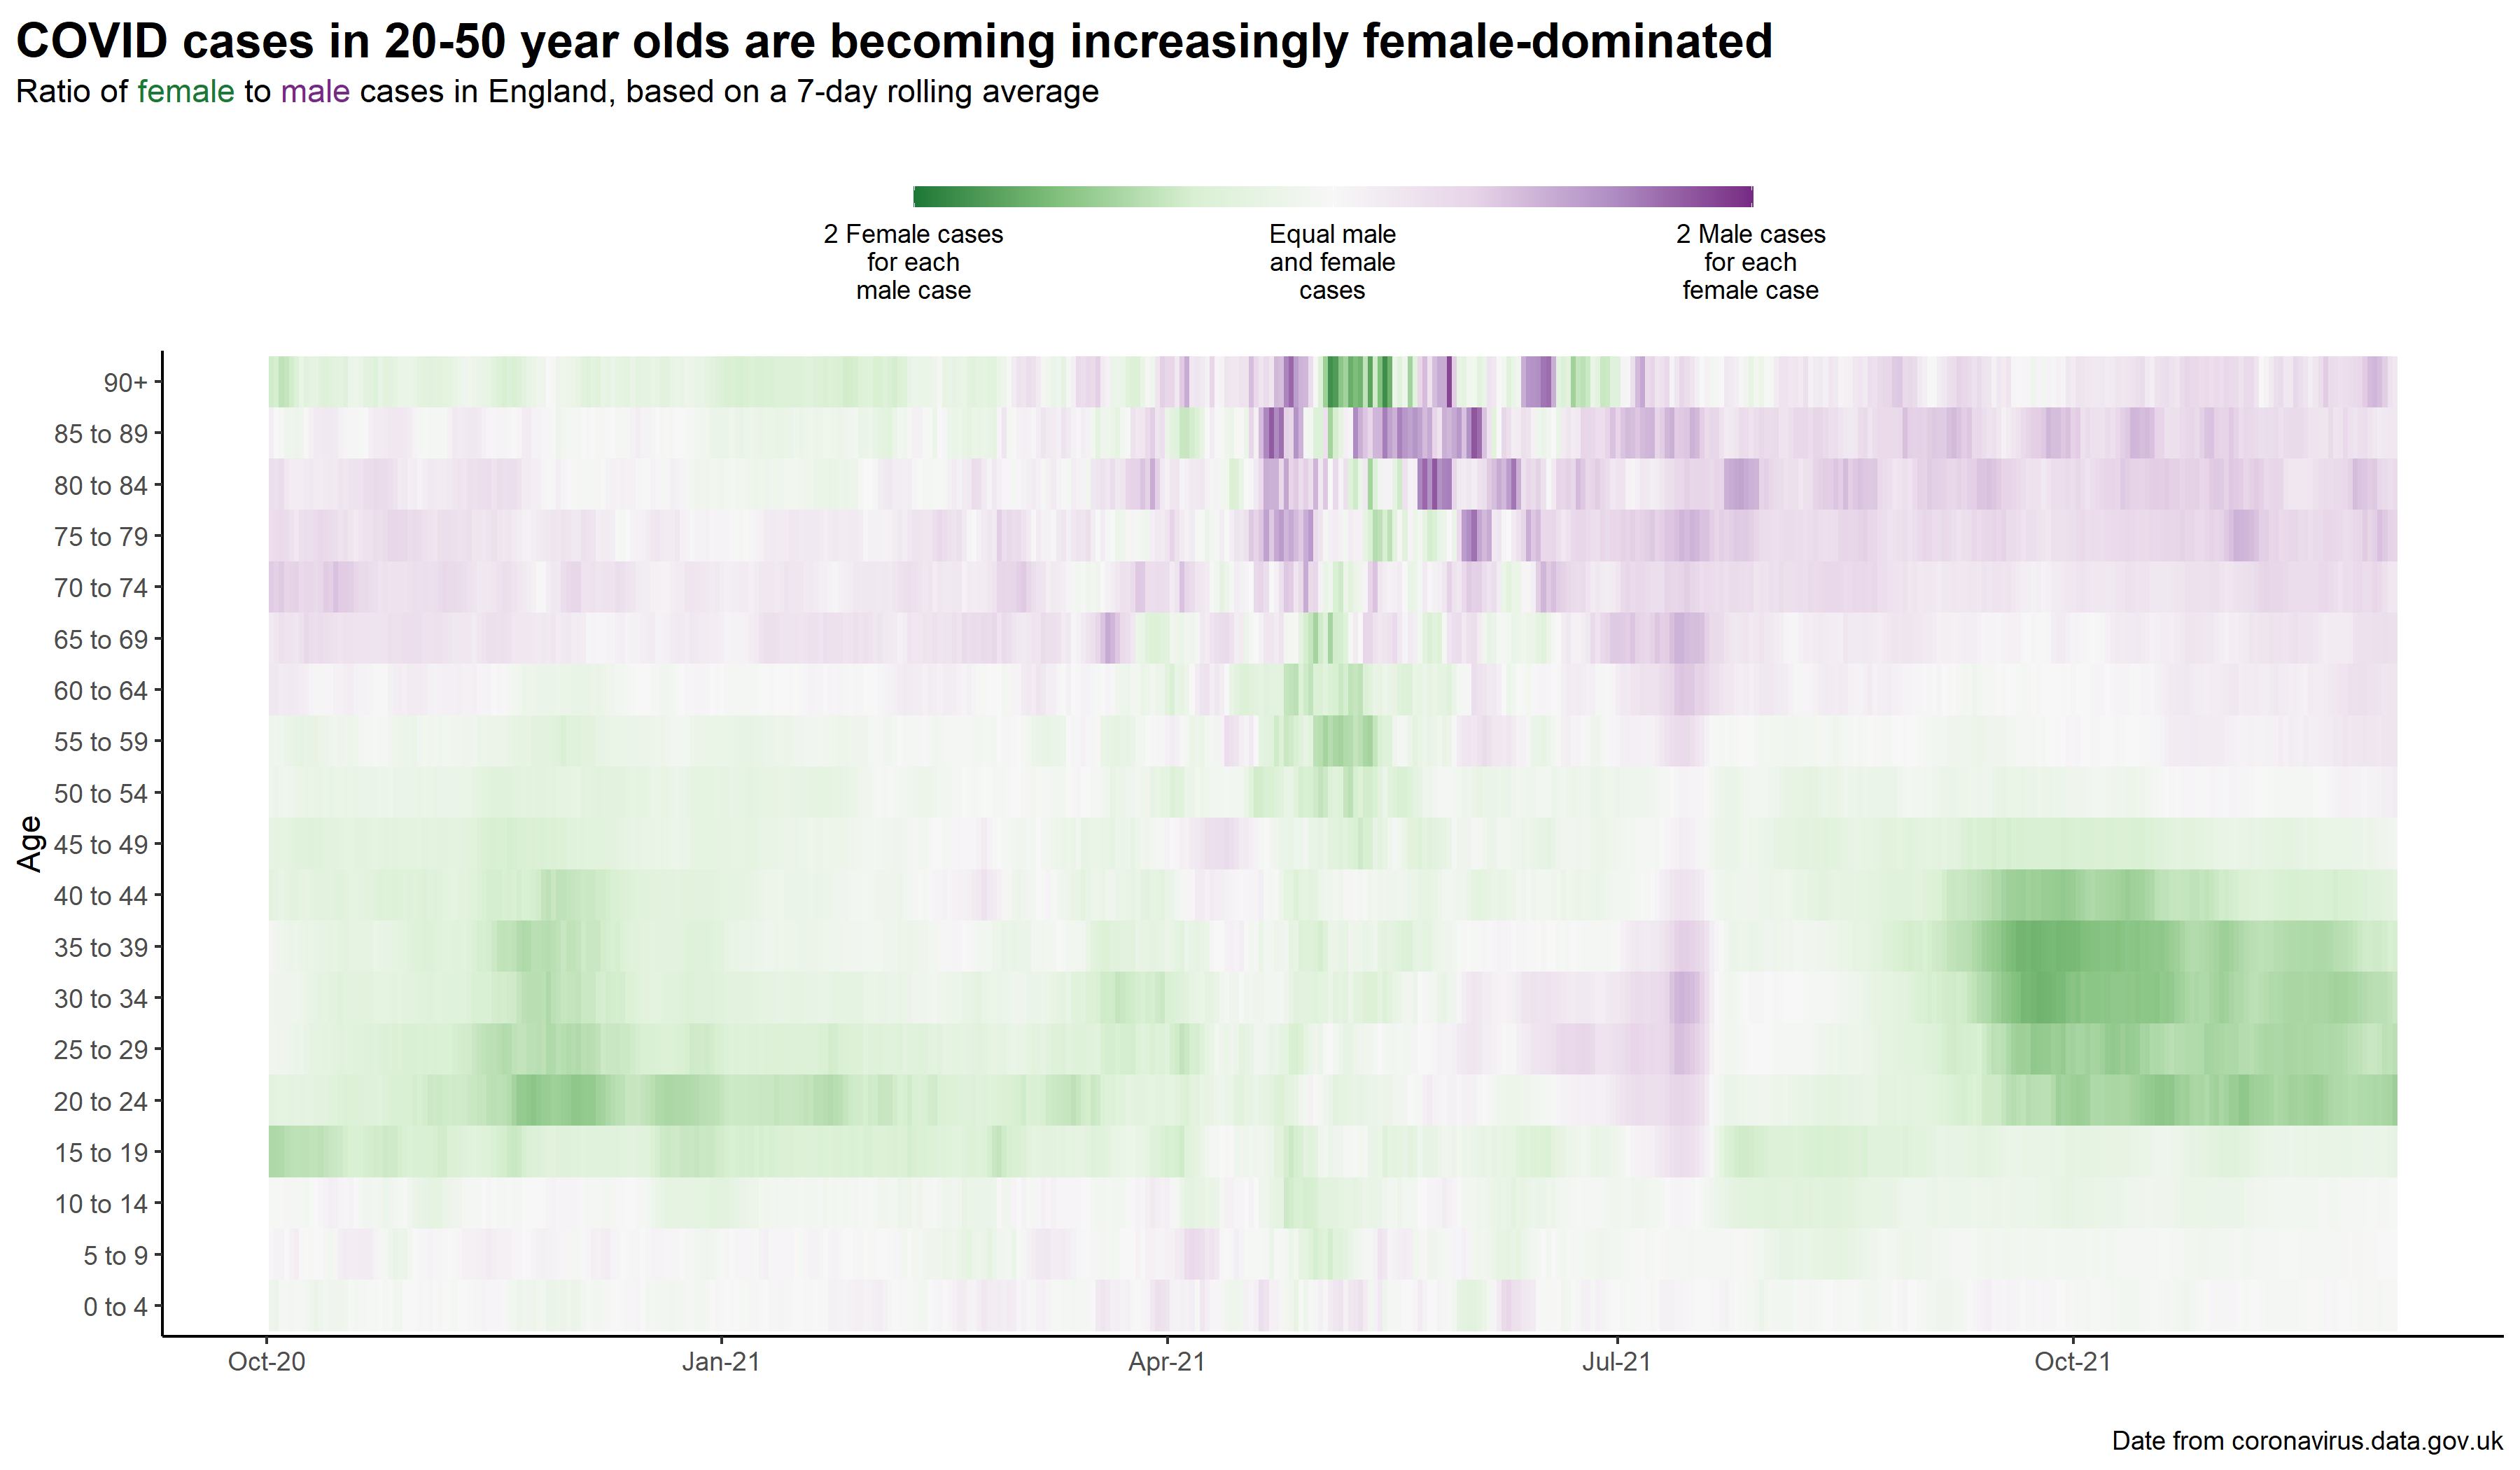 COVID cases in 20-50 year olds are becoming increasingly female-dominated
Ratio of female to male cases in England, based on a 7-day rolling average
2 Female cases
for each
male case
Equal male
and female
cases
2 Male cases
for each
female case
Age
90+
85 to 89
80 to 84
75 to 79
70 to 74
65 to 69
60 to 64
55 to 59
50 to 54
45 to 49
40 to 44
35 to 39
30 to 34
25 to 29
20 to 24
15 to 19
10 to 14
5 to 9
0 to 4
Oct-20
Jan-21
Apr-21
Jul-21
Oct-21
Date from coronavirus.data.gov.uk